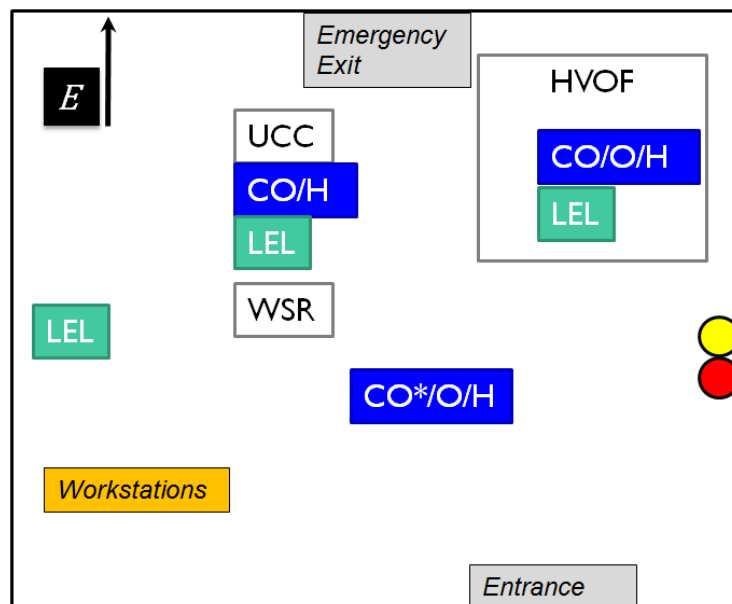 Emergency
Exit
E
HVOF
UCC
CO/O/H
CO/H
LEL
LEL
WSR
LEL
CO*/O/H
Workstations
Entrance